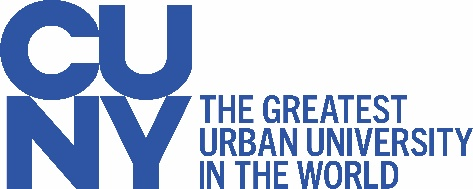 CU
NY
THE GREATEST
URBAN UNIVERSITY
IN THE WORLD